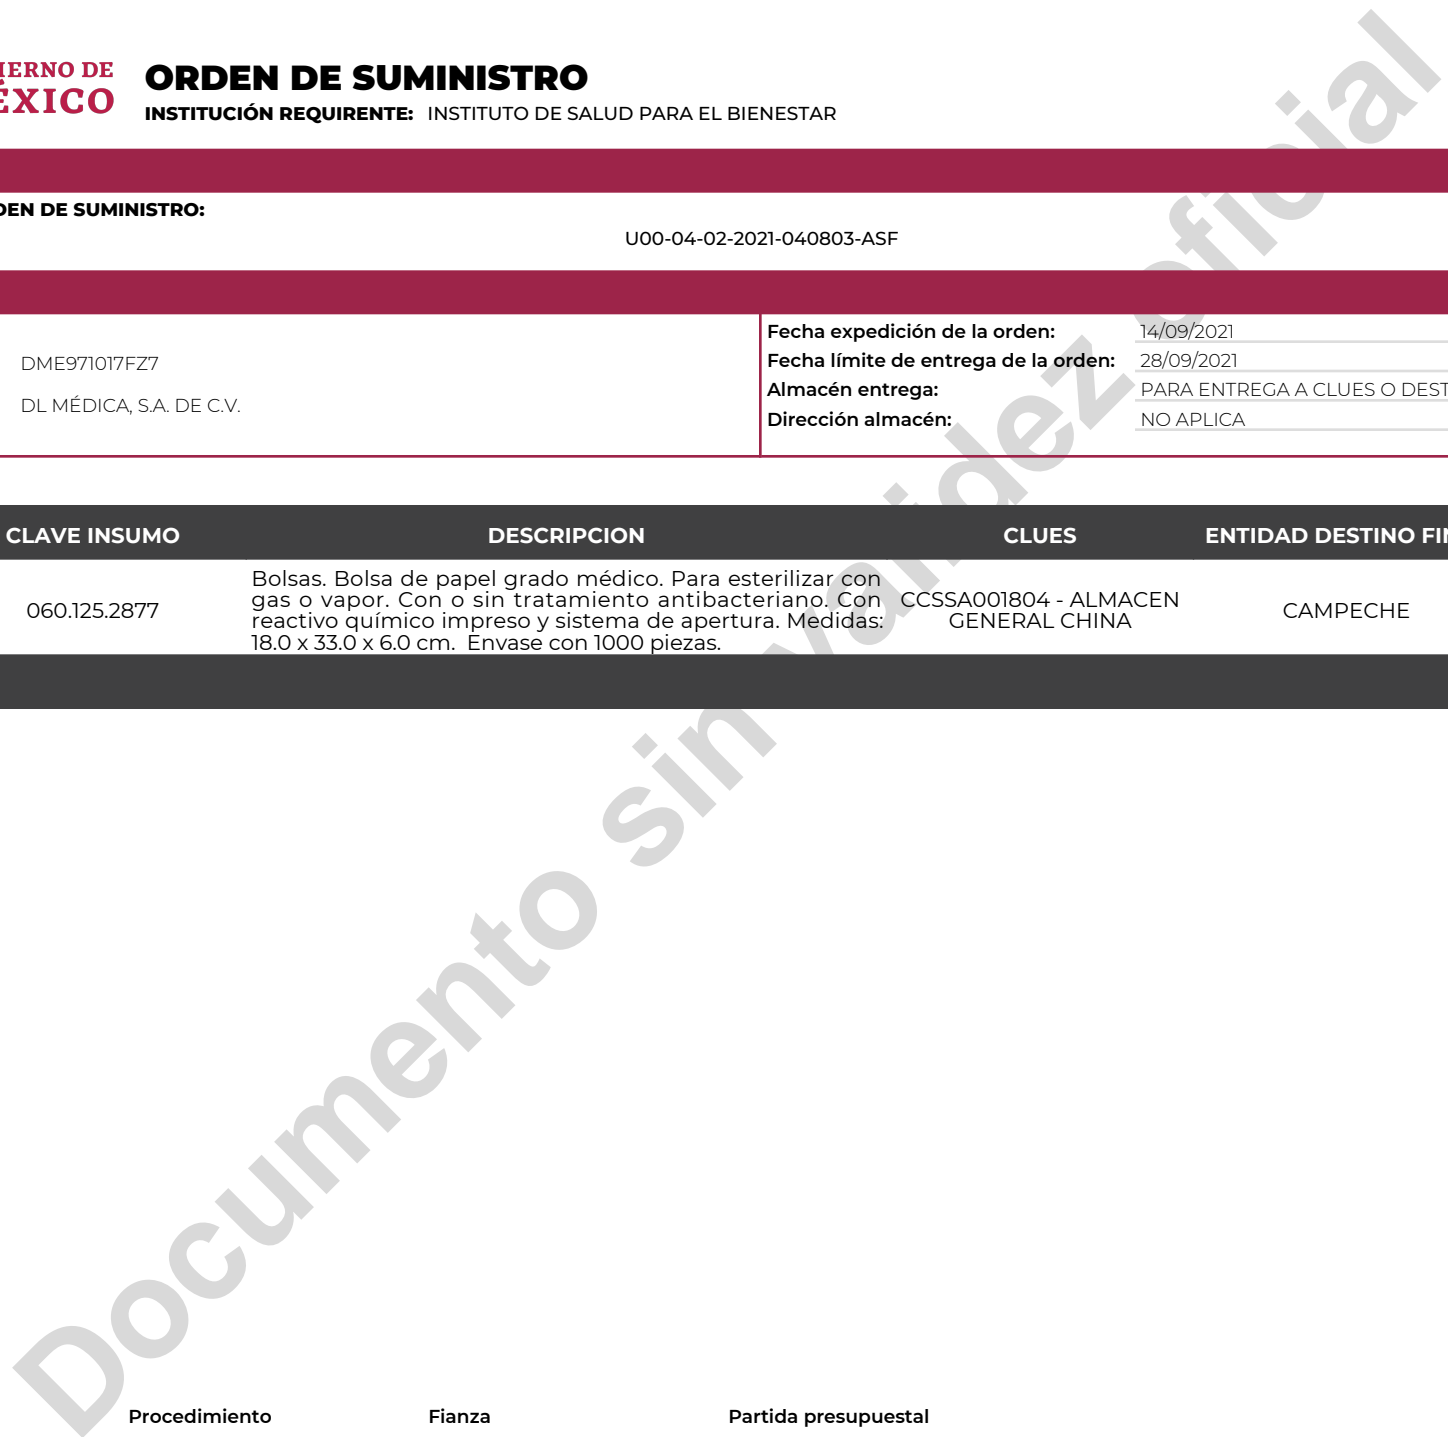 IERNO DE
ÉXICO
ORDEN DE SUMINISTRO
INSTITUCIÓN REQUIRENTE: INSTITUTO DE SALUD PARA EL BIENESTAR
DEN DE SUMINISTRO:
U00-04-02-2021-040803-ASF
DME971017FZ7
DL MÉDICA, S.A. DE C.V.
Fecha expedición de la orden: 14/09/2021
Fecha límite de entrega de la orden: 28/09/2021
Almacén entrega: PARA ENTREGA A CLUES O DEST
Dirección almacén: NO APLICA
CLAVE INSUMO DESCRIPCION CLUES ENTIDAD DESTINO FIN
060.125.2877
Bolsas. Bolsa de papel grado médico. Para esterilizar con
gas o vapor. Con o sin tratamiento antibacteriano. Con
reactivo químico impreso y sistema de apertura. Medidas:
18.0 x 33.0 x 6.0 cm. Envase con 1000 piezas.
CCSSA001804 - ALMACEN
GENERAL CHINA
CAMPECHE
Documento sin validez oficial
Procedimiento Fianza Partida presupuestal